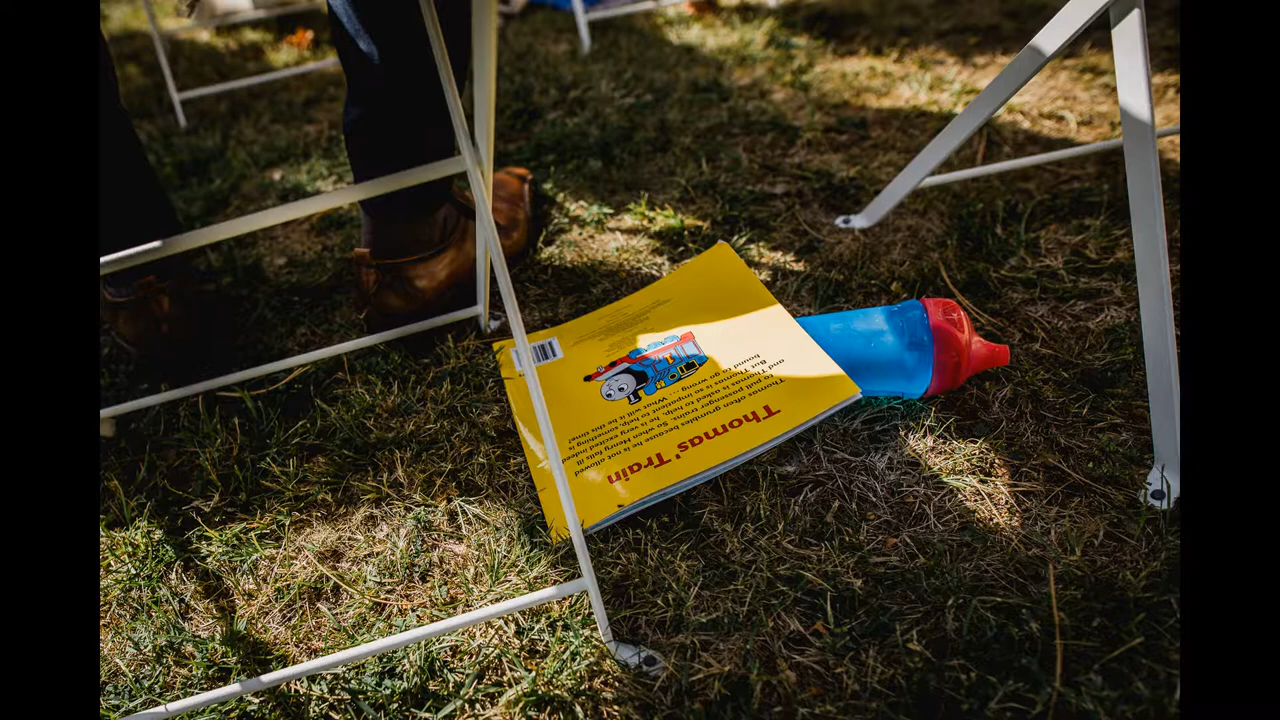 Thomas' Train
Thomas often grumbles because he is not allowed
to pull passenger trains. So when Henry falls ill
and Thomas is asked to help, he is very excited indeed.
But Thomas is so impatient to help, something is
bound to go wrong ... What will it be this time?